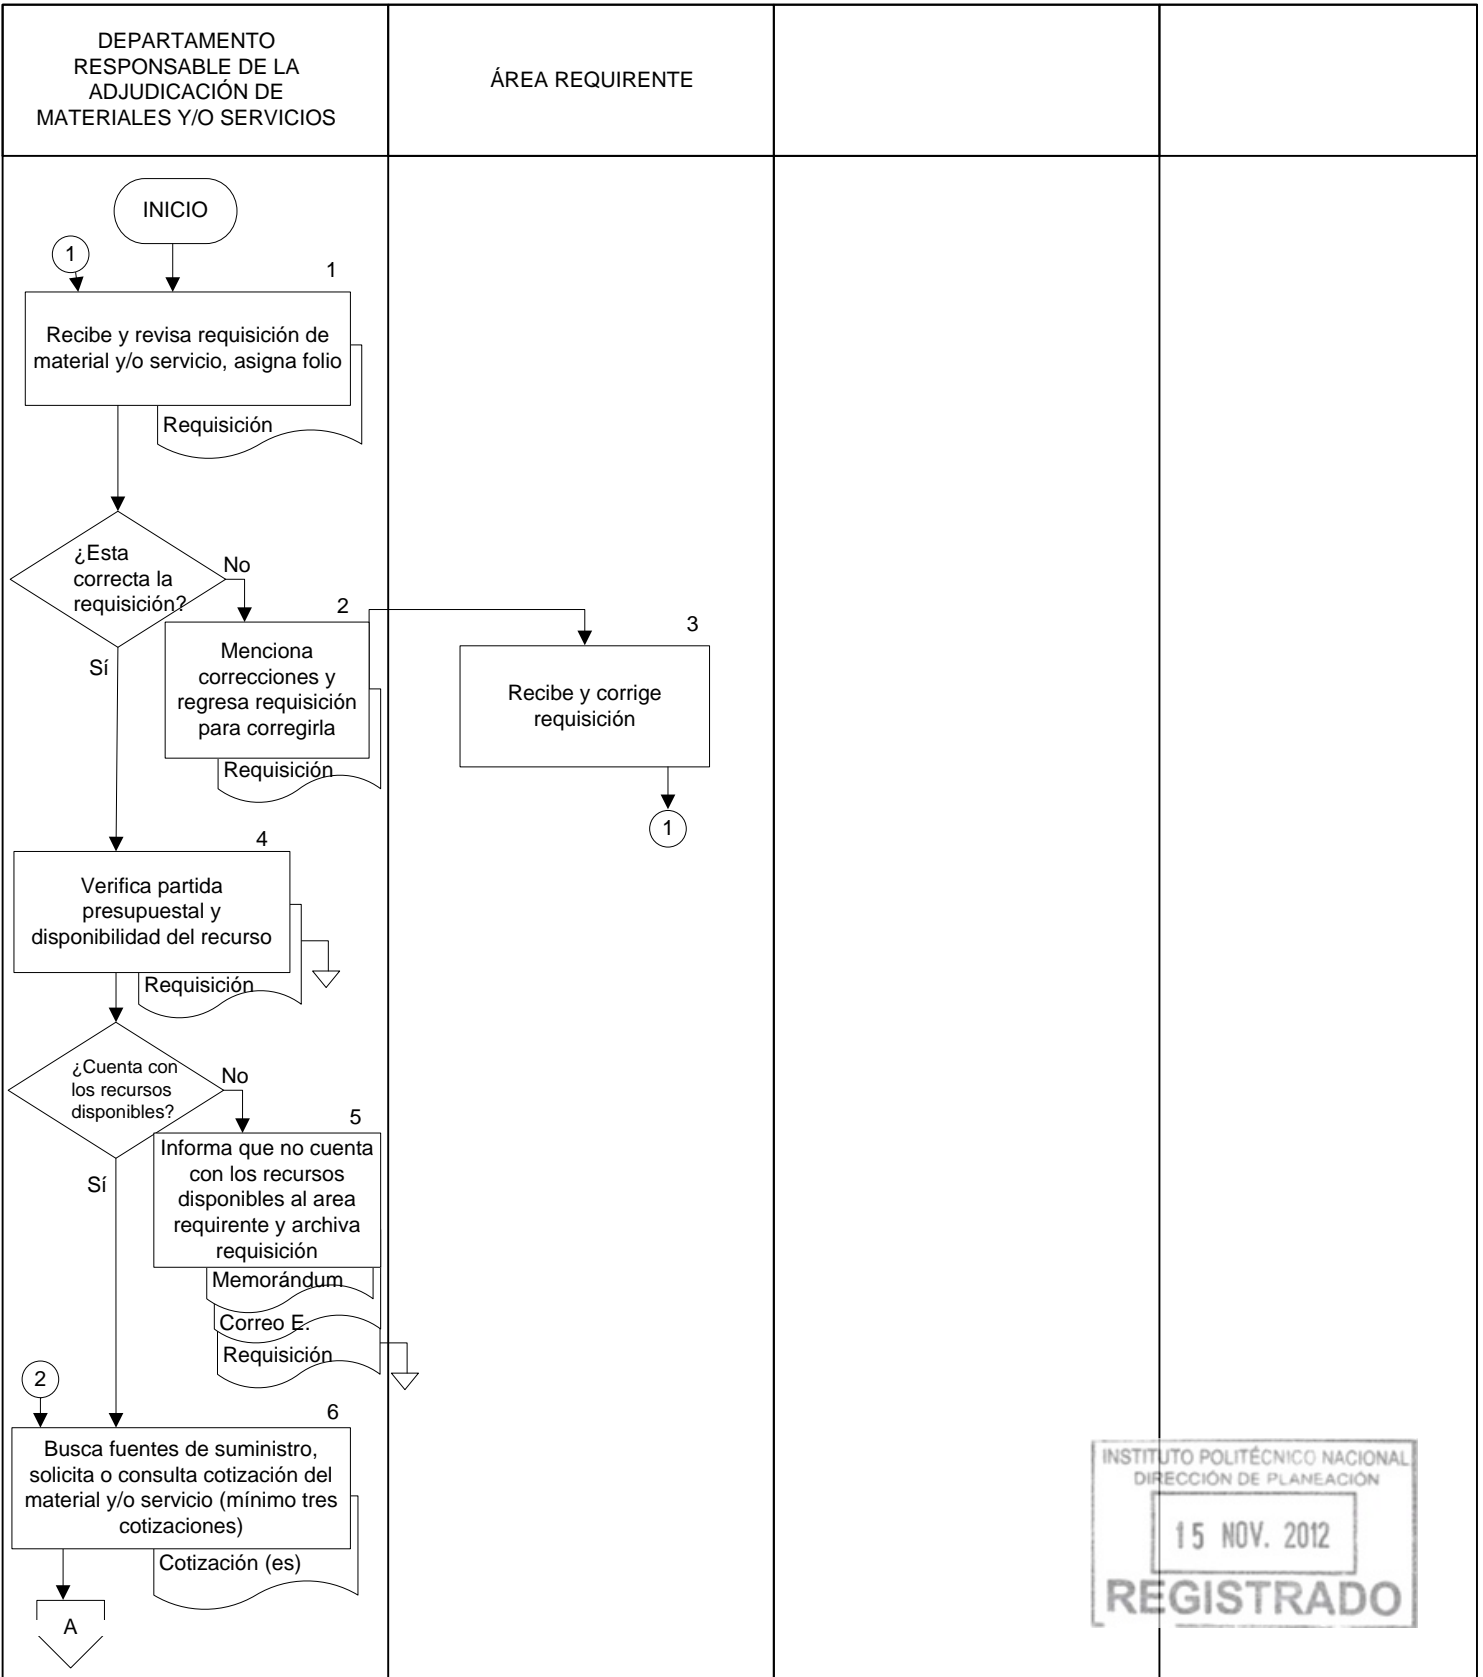 DEPARTAMENTO
RESPONSABLE DE LA
ADJUDICACIÓN DE
MATERIALES Y/O SERVICIOS
ÁREA REQUIRENTE
INICIO
1
1
Recibe y revisa requisición de
material y/o servicio, asigna folio
Requisición
¿Esta
correcta la
requisición?
No
Sí
2
Menciona
correcciones y
regresa requisición
para corregirla
Requisición
3
Recibe y corrige
requisición
1
4
Verifica partida
presupuestal y
disponibilidad del recurso
Requisición
¿Cuenta con
los recursos
disponibles?
No
Sí
5
Informa que no cuenta
con los recursos
disponibles al area
requirente y archiva
requisición
Memorándum
Correo E.
Requisición
2
6
Busca fuentes de suministro,
solicita o consulta cotización del
material y/o servicio (mínimo tres
cotizaciones)
Cotización (es)
A
INSTITUTO POLITÉCNICO NACIONAL
DIRECCIÓN DE PLANEACIÓN
15 NOV. 2012
REGISTRADO